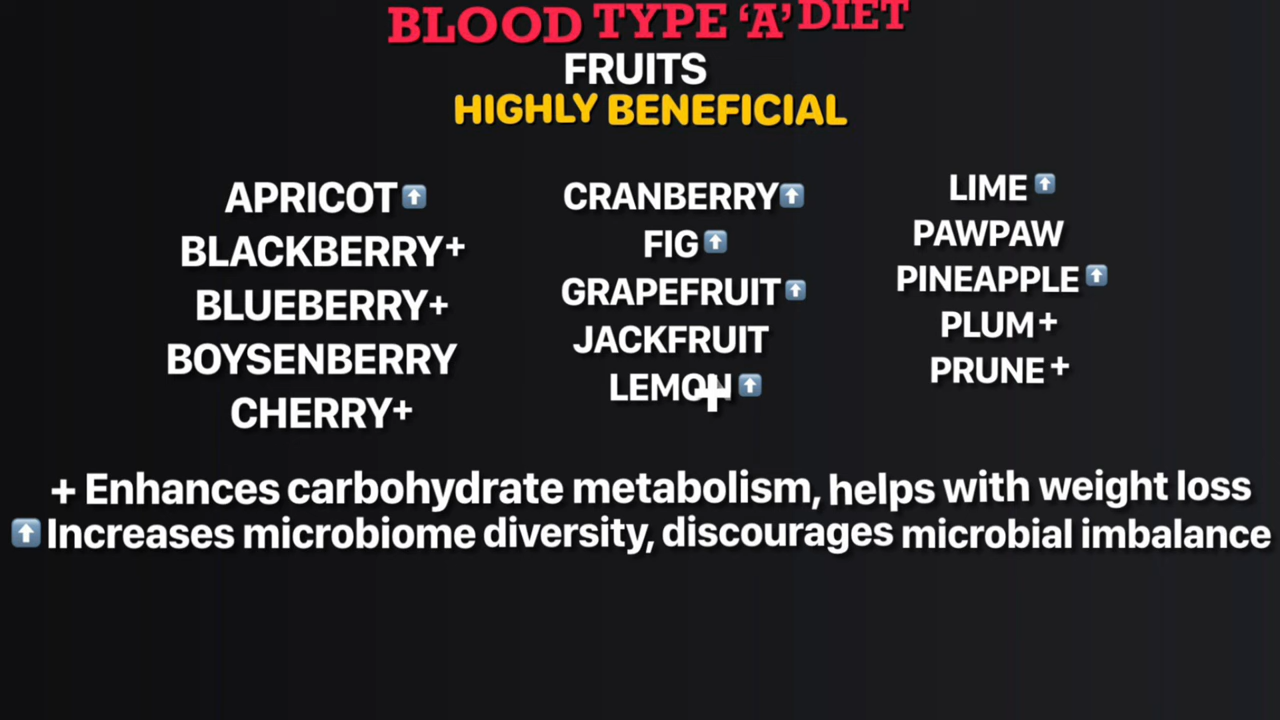 BLOOD TYPE ‘A’ DIET
FRUITS
HIGHLY BENEFICIAL
APRICOT⬆️
BLACKBERRY+
BLUEBERRY+
BOYSENBERRY
CHERRY+
CRANBERRY⬆️
FIG⬆️
GRAPEFRUIT⬆️
JACKFRUIT
LEMON+⬆️
LIME⬆️
PAWPAW
PINEAPPLE⬆️
PLUM+
PRUNE+
+ Enhances carbohydrate metabolism, helps with weight loss
⬆️Increases microbiome diversity, discourages microbial imbalance